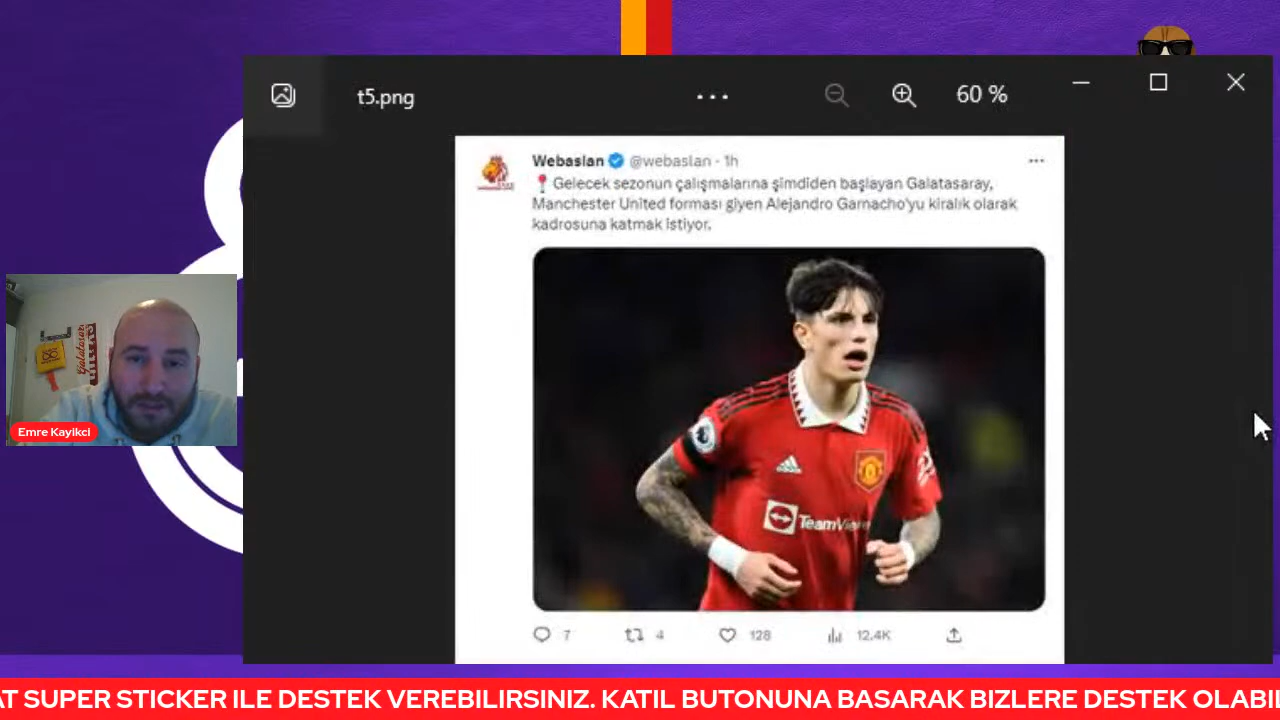 t5.png
60 %
Webaslan @webaslan · 1h
Gelecek sezonun çalışmalarına şimdiden başlayan Galatasaray,
Manchester United forması giyen Alejandro Garnacho'yu kiralık olarak
kadrosuna katmak istiyor.
TeamView
7 4 128 12.4K
Emre Kayikci
AT SUPER STICKER ILE DESTEK VEREBILIRSINIZ. KATIL BUTONUNA BASARAK BIZLERE DESTEK OLABIL